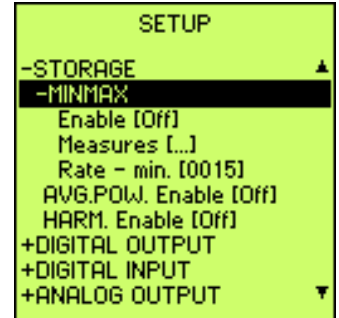 SETUP
-STORAGE
-MINMAX
Enable [Off]
Measures [...]
Rate - min. [0015]
AVG.POW. Enable [Off]
HARM. Enable [Off]
+DIGITAL OUTPUT
+DIGITAL INPUT
+ANALOG OUTPUT